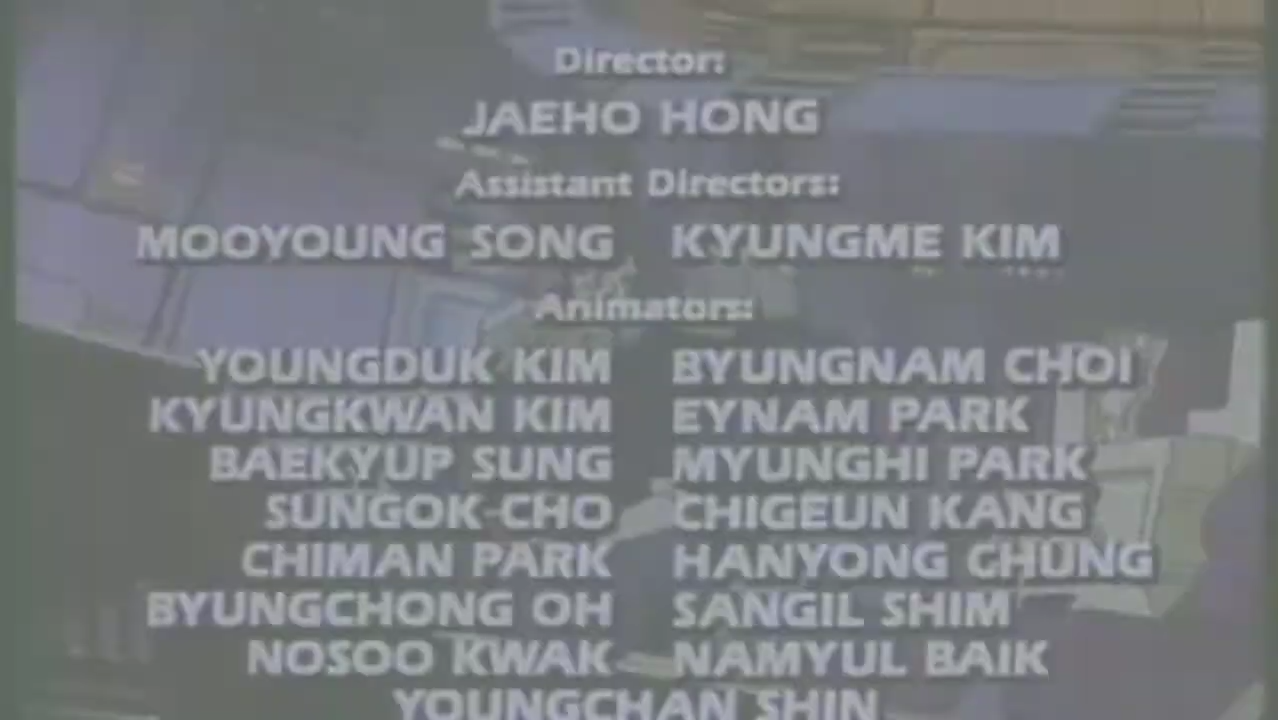 Director:
JAEHO HONG
Assistant Directors:
MOOYOUNG SONG KYUNGME KIM
Animators:
YOUNGDUK KIM BYUNGNAM CHOI
KYUNGKWAN KIM EYNAM PARK
BAEKYUP SUNG MYUNGHI PARK
SUNGOK CHO CHIGEUN KANG
CHIMAN PARK HANYONG CHUNG
BYUNGCHONG OH SANGIL SHIM
NOSOO KWAK NAMYUL BAIK
YOUNGCHAN SHIN